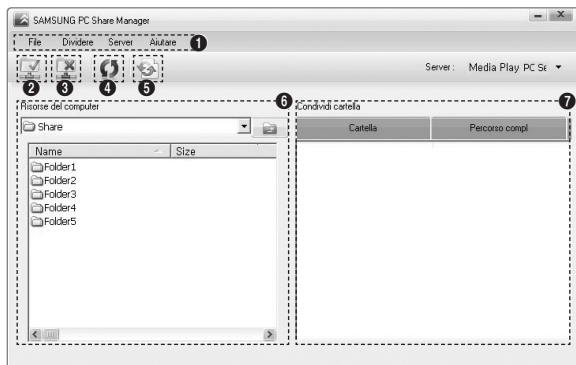 SAMSUNG PC Share Manager
File Dividere Server Aiutare 1
2 3 4 5 Server : Media Play PC Se
Risorse del computer 6 Condividi cartella 7
Share Cartella Percorso compl
Name Size
Folder1
Folder2
Folder3
Folder4
Folder5